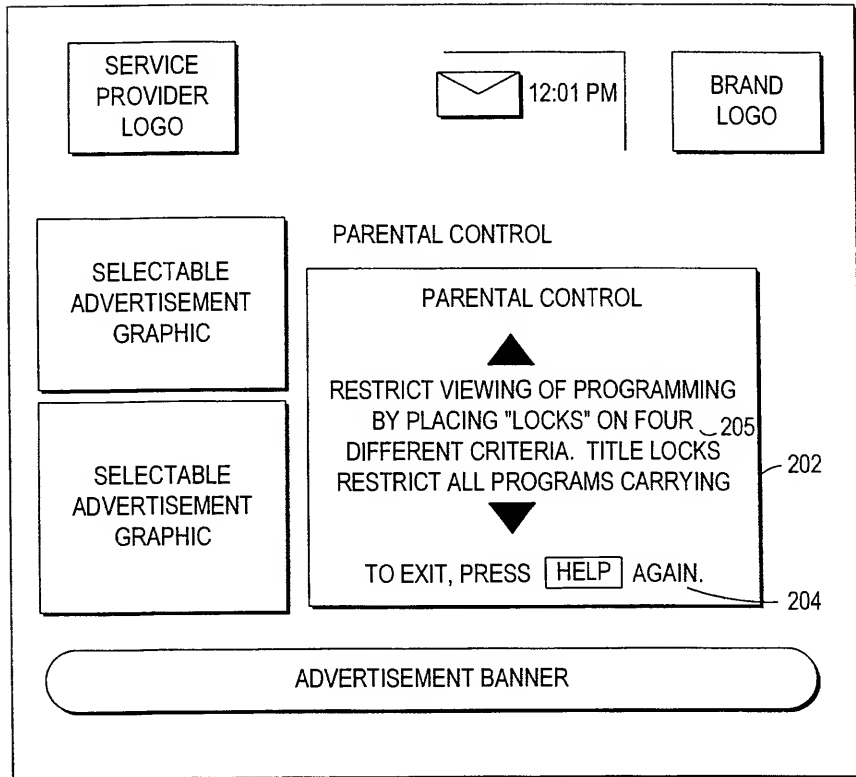 SERVICE
PROVIDER
LOGO
12:01 PM
BRAND
LOGO
SELECTABLE
ADVERTISEMENT
GRAPHIC
SELECTABLE
ADVERTISEMENT
GRAPHIC
PARENTAL CONTROL
PARENTAL CONTROL
RESTRICT VIEWING OF PROGRAMMING
BY PLACING "LOCKS" ON FOUR
205
DIFFERENT CRITERIA. TITLE LOCKS
RESTRICT ALL PROGRAMS CARRYING
202
TO EXIT, PRESS HELP AGAIN.
204
ADVERTISEMENT BANNER